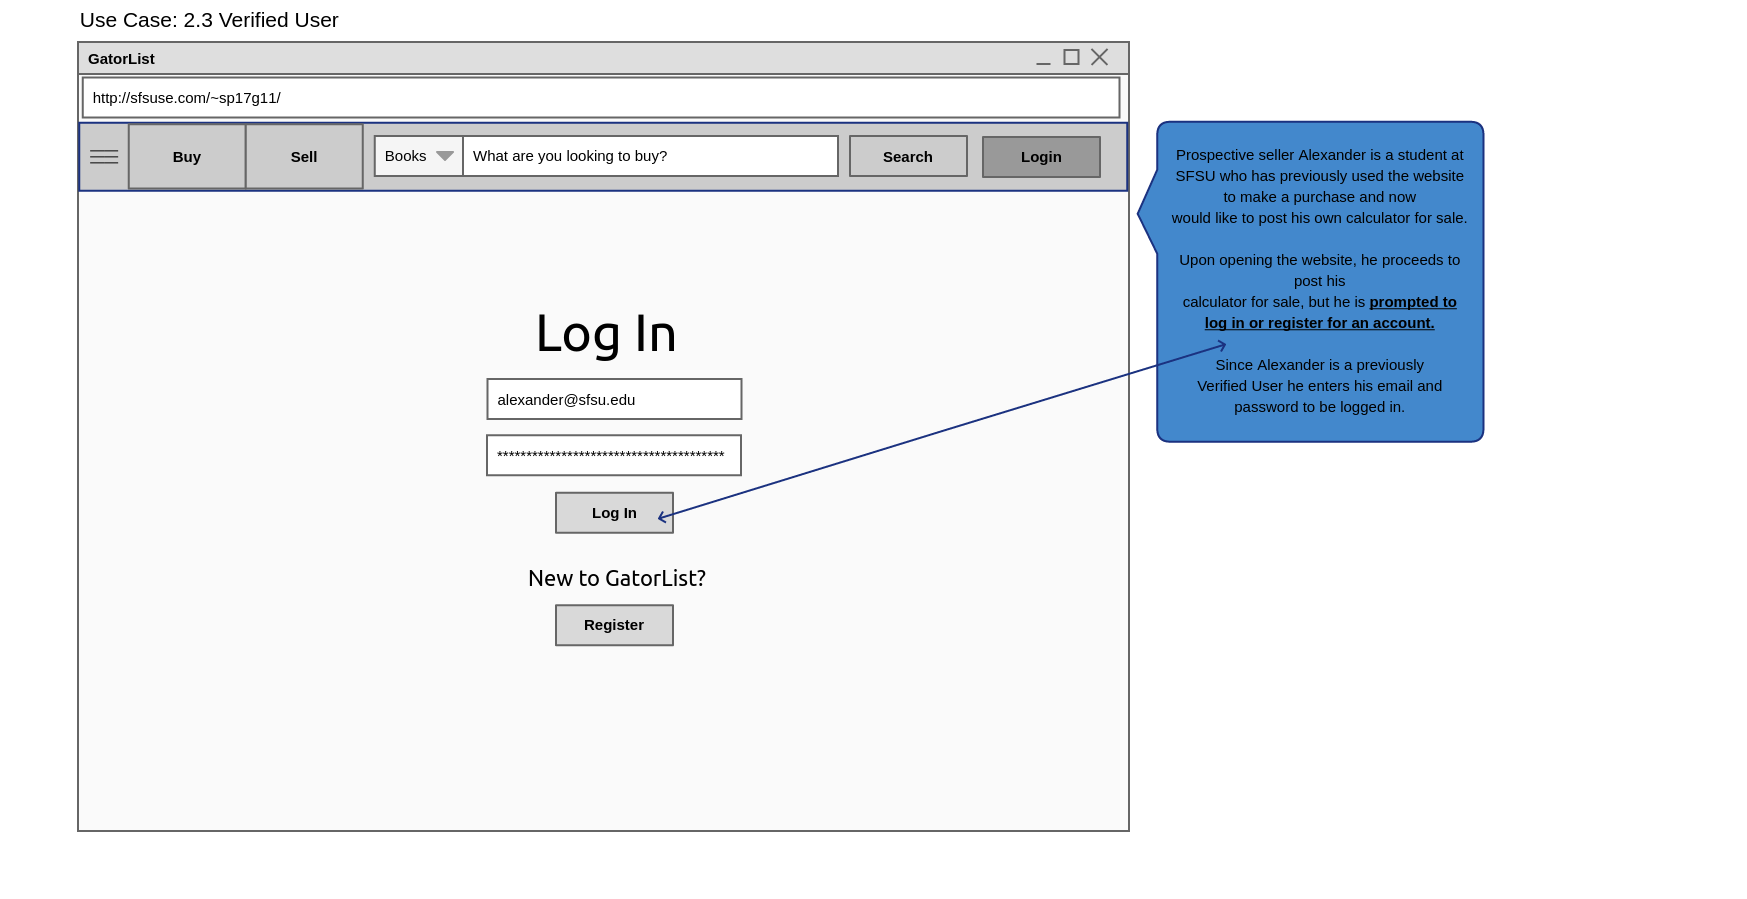 Use Case: 2.3 Verified User
GatorList
http://sfsuse.com/~sp17g11/
Buy
Sell
Books
What are you looking to buy?
Search
Login
Log In
alexander@sfsu.edu
***************************************
Log In
New to GatorList?
Register
Prospective seller Alexander is a student at
SFSU who has previously used the website
to make a purchase and now
would like to post his own calculator for sale.
Upon opening the website, he proceeds to
post his
calculator for sale, but he is prompted to
log in or register for an account.
Since Alexander is a previously
Verified User he enters his email and
password to be logged in.